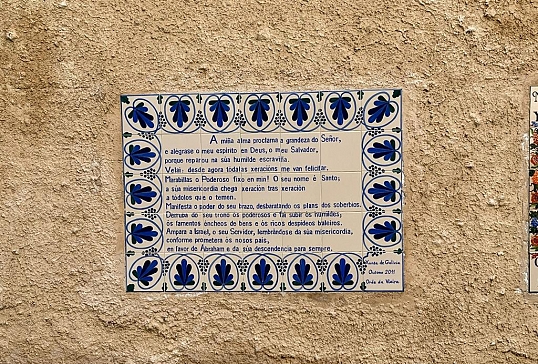 A miña alma proclama a grandeza do Señor,
e alégrase o meu espírito en Deus, o meu Salvador,
porque reparou na súa humilde escraviña.
Velaí: desde agora todalas xeracións me van felicitar.
Marabillas o Poderoso fixo en min! O seu nome é Santo;
a súa misericordia chega xeración tras xeración
a tódolos que o temen.
Manifesta o poder do seu brazo, desbaratando os plans dos soberbios.
Derruba do seu trono os poderosos e fai subir os humildes;
os famentos énchеos de bens e ós ricos despídeos baleiros.
Ampara a Israel, o seu Servidor, lembrándose da súa misericordia,
conforme prometera ós nosos pais,
en favor de Abraham e da súa descendencia para sempre.
Xunta de Galicia
Outono 2011